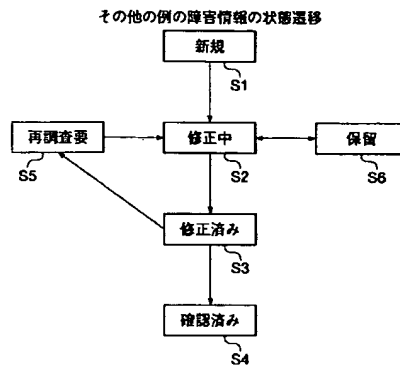 その他の例の障害情報の状態遷移
新規
S1
再調査要
修正中
保留
S5
S2
S6
修正済み
S3
確認済み
S4